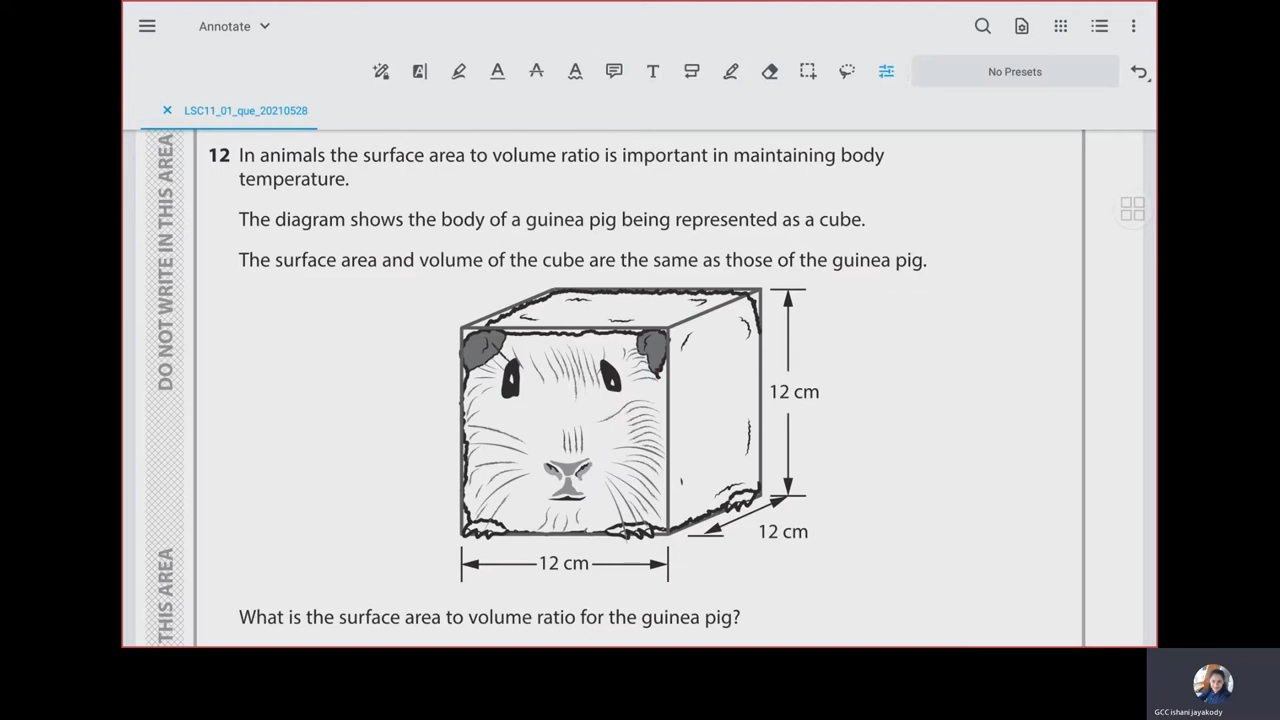 Annotate
No Presets
LSC11_01_que_20210528
DO NOT WRITE IN THIS AREA
THIS AREA
12 In animals the surface area to volume ratio is important in maintaining body
temperature.
The diagram shows the body of a guinea pig being represented as a cube.
The surface area and volume of the cube are the same as those of the guinea pig.
12 cm
12 cm
12 cm
What is the surface area to volume ratio for the guinea pig?
GCC ishani jayakody